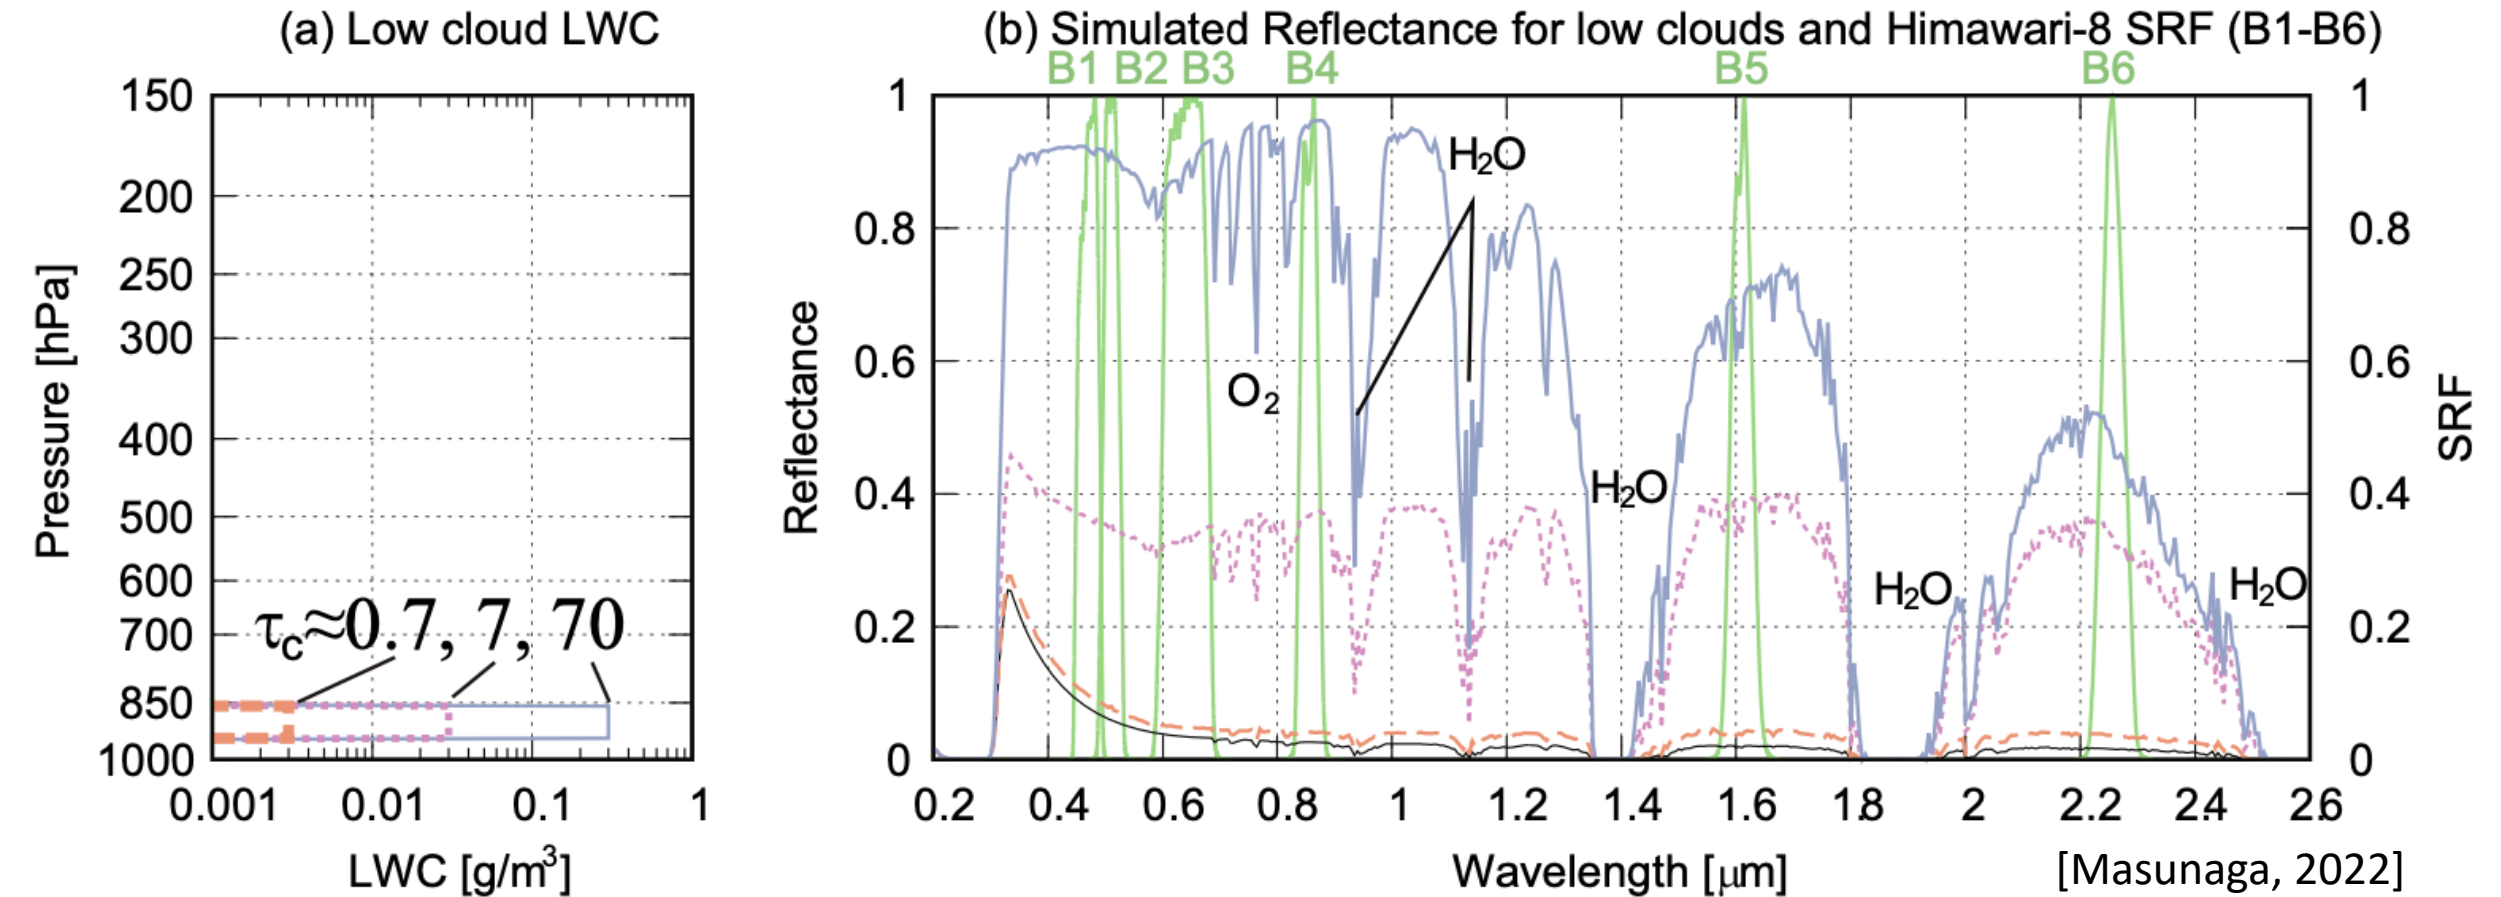 (a) Low cloud LWC
(b) Simulated Reflectance for low clouds and Himawari-8 SRF (B1-B6)
B1 B2 B3 B4 B5 B6
Pressure [hPa]
150
200
250
300
400
500
600
700
850
1000
τc≈0.7, 7, 70
0.001 0.01 0.1 1
LWC [g/m³]
Reflectance
1
0.8
0.6
0.4
0.2
0
H₂O
O₂
H₂O
H₂O
H₂O
1
0.8
0.6
0.4
0.2
0
SRF
0.2 0.4 0.6 0.8 1 1.2 1.4 1.6 1.8 2 2.2 2.4 2.6
Wavelength [μm]
[Masunaga, 2022]